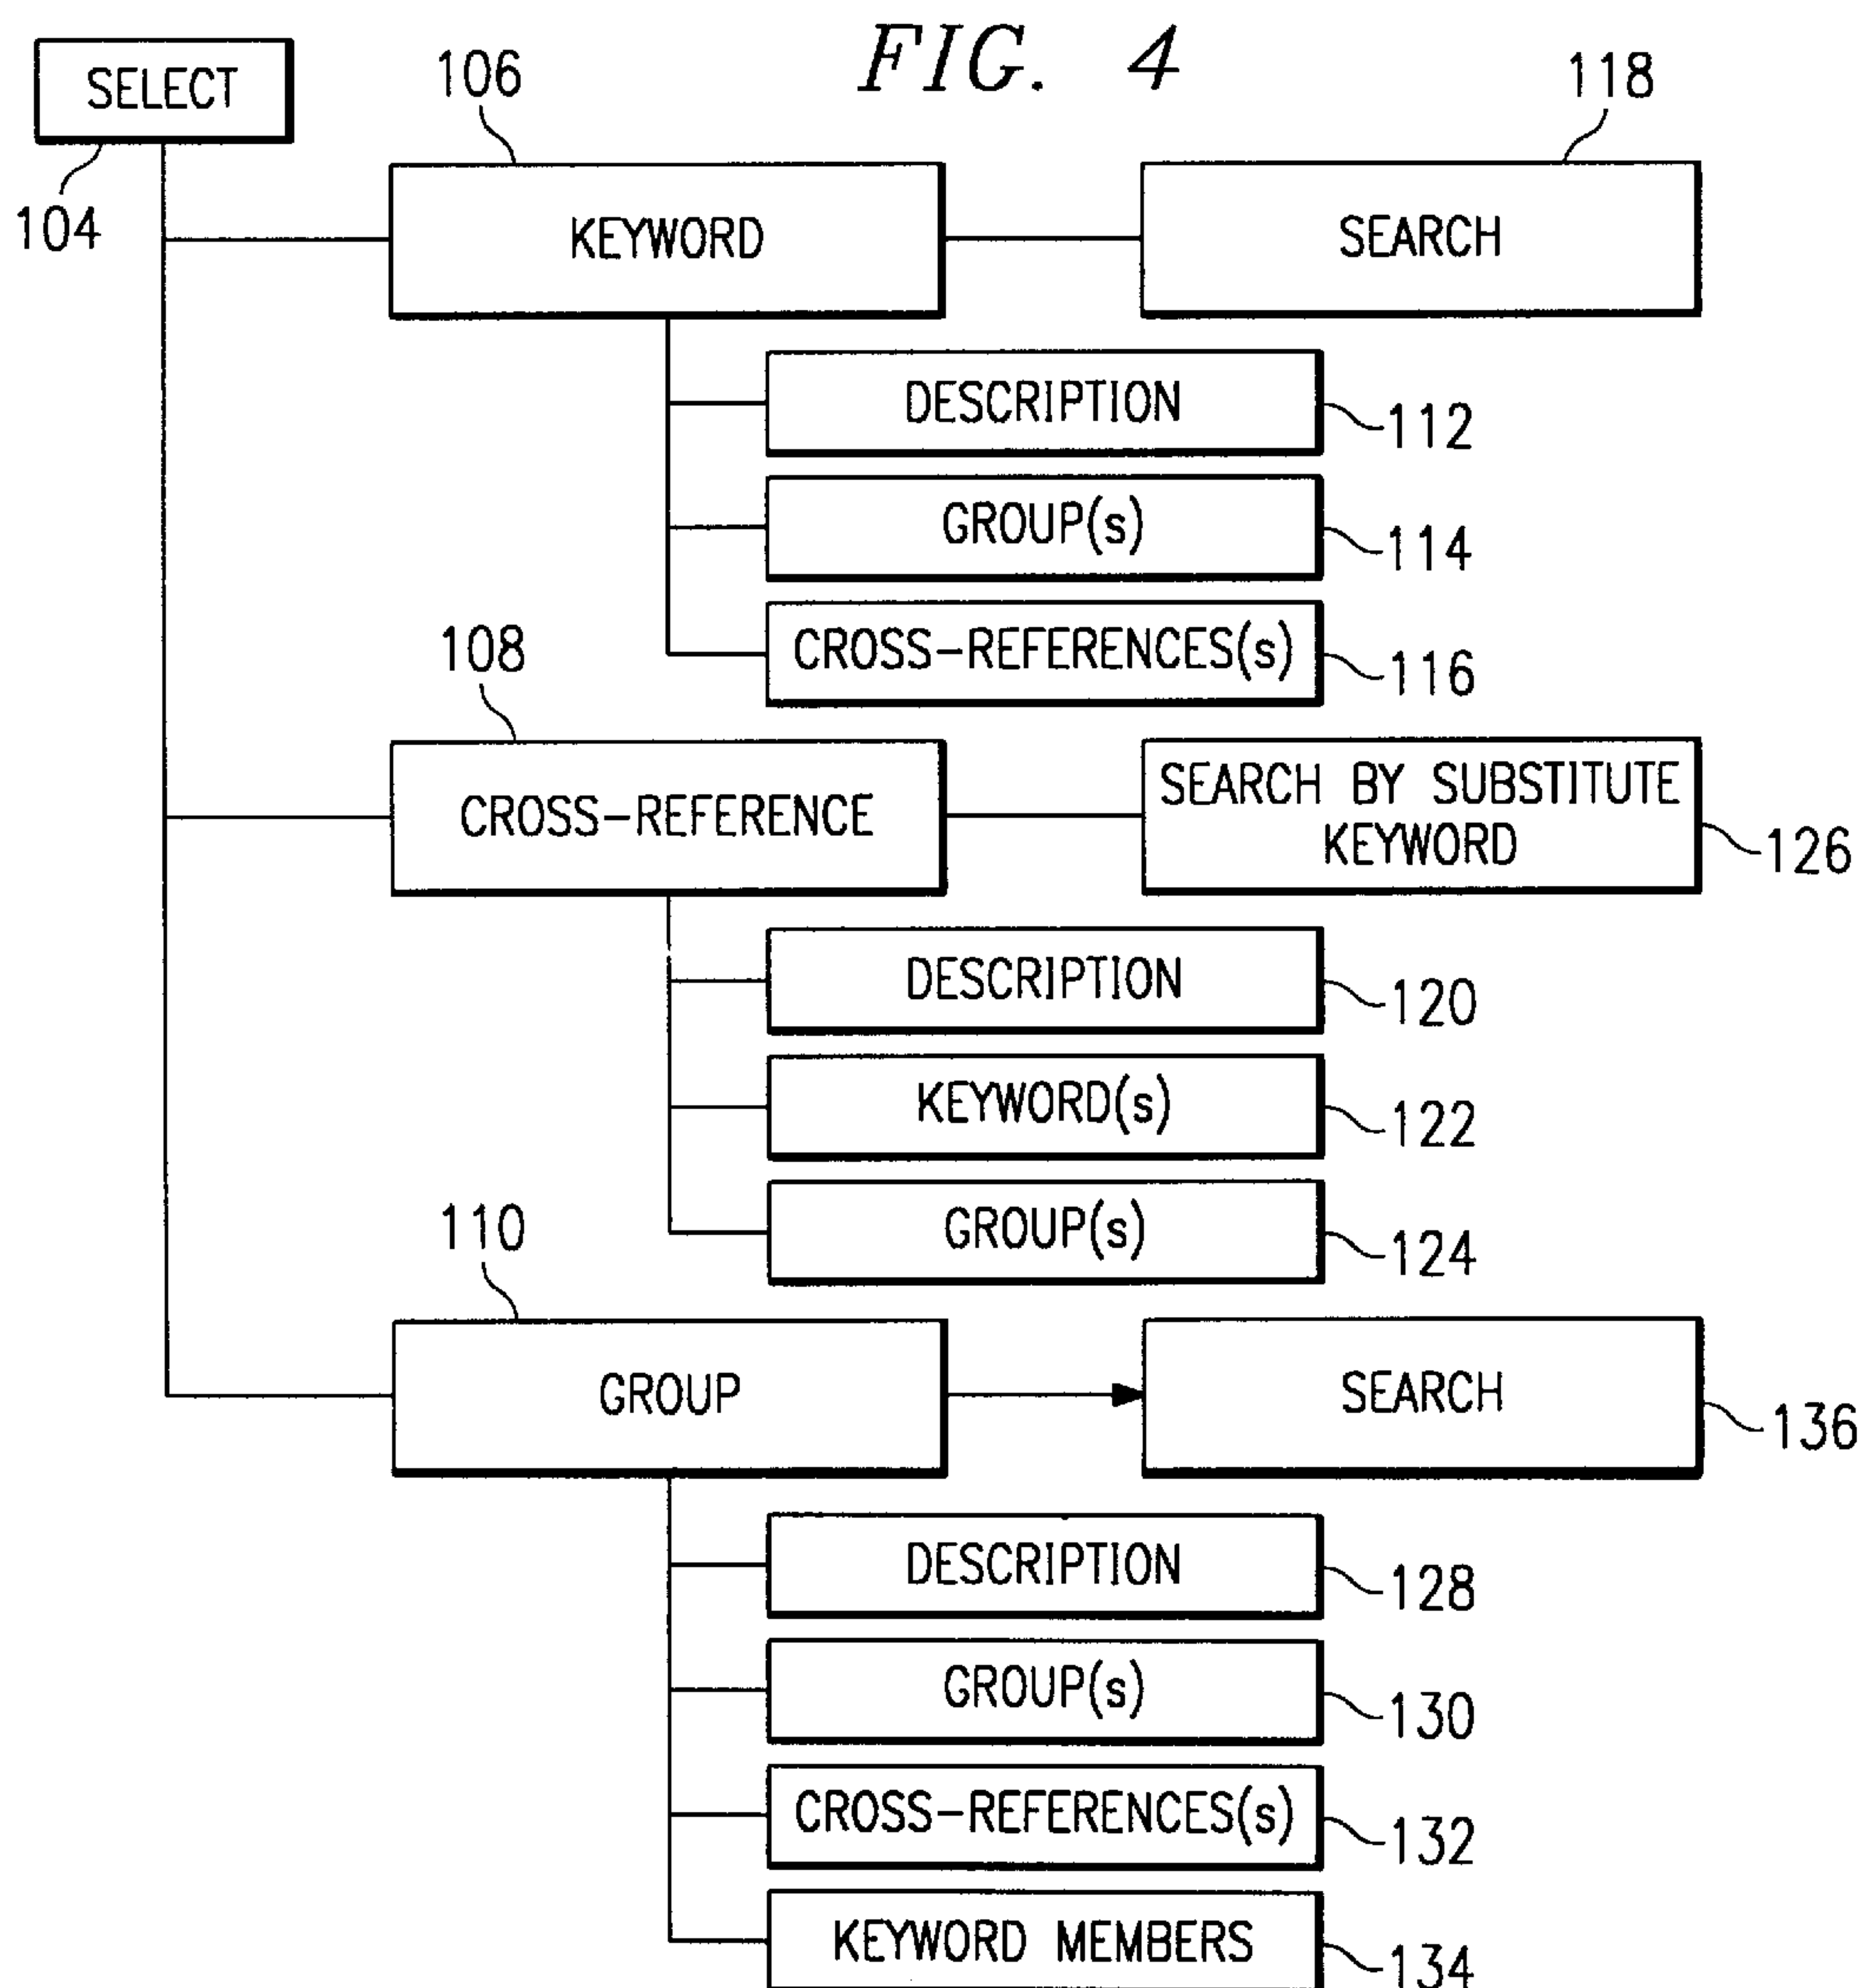 FIG. 4
SELECT
104
106
118
KEYWORD
SEARCH
DESCRIPTION
112
GROUP(s)
114
CROSS-REFERENCES(s)
116
108
CROSS-REFERENCE
SEARCH BY SUBSTITUTE
KEYWORD
126
DESCRIPTION
120
KEYWORD(s)
122
GROUP(s)
124
110
GROUP
SEARCH
136
DESCRIPTION
128
GROUP(s)
130
CROSS-REFERENCES(s)
132
KEYWORD MEMBERS
134